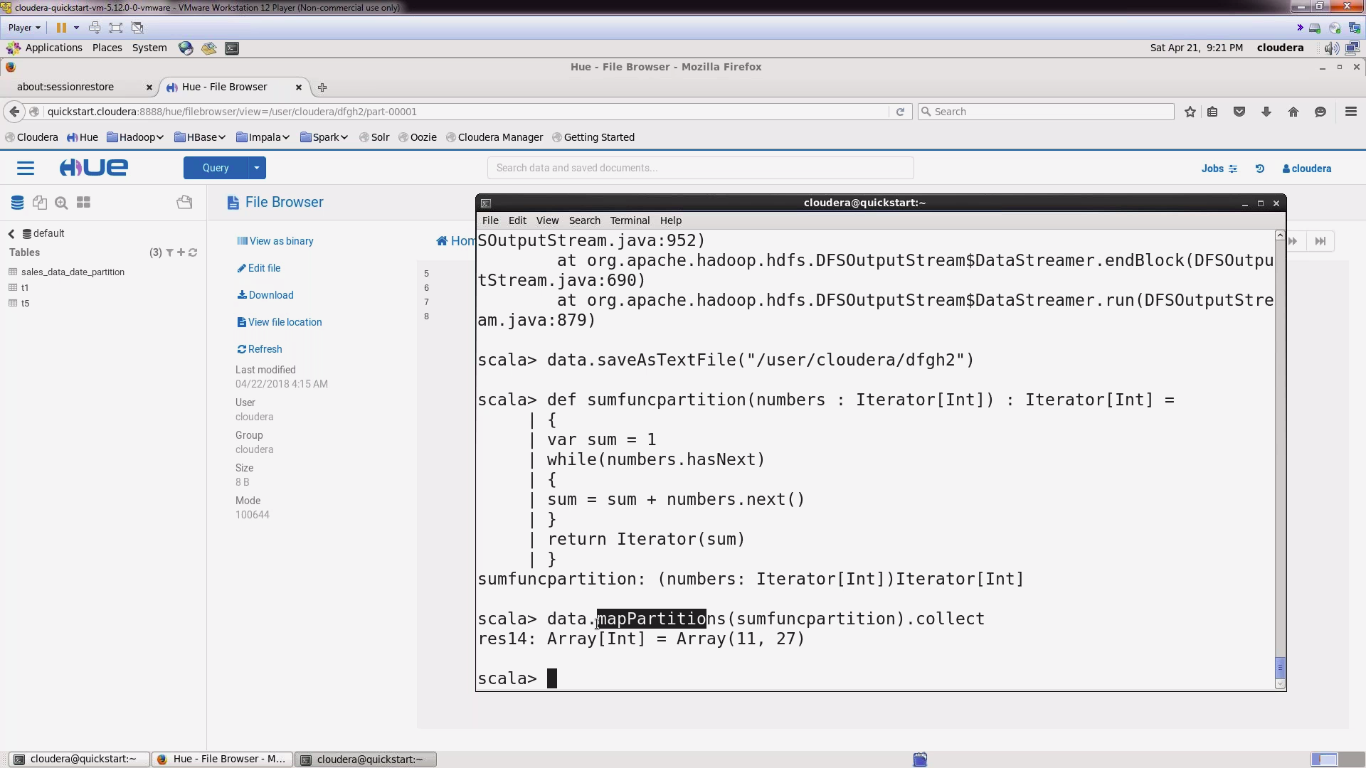 cloudera-quickstart-vm-5.12.0-0-vmware - VMware Workstation 12 Player (Non-commercial use only)
Player
Applications Places System
Sat Apr 21, 9:21 PM cloudera
Hue - File Browser - Mozilla Firefox
about:sessionrestore
Hue - File Browser
quickstart.cloudera:8888/hue/filebrowser/view=/user/cloudera/dfgh2/part-00001
Search
Cloudera Hue Hadoop HBase Impala Spark Solr Oozie Cloudera Manager Getting Started
HUE
Query
Search data and saved documents...
Jobs
cloudera
default
Tables
(3)
sales_data_date_partition
t1
t5
File Browser
View as binary
Edit file
Download
View file location
Refresh
Last modified
04/22/2018 4:15 AM
User
cloudera
Group
cloudera
Size
8 B
Mode
100644
Hom
5
6
7
8
cloudera@quickstart:~
File Edit View Search Terminal Help
SOutputStream.java:952)
at org.apache.hadoop.hdfs.DFSOutputStream$DataStreamer.endBlock(DFSOutpu
tStream.java:690)
at org.apache.hadoop.hdfs.DFSOutputStream$DataStreamer.run(DFSOutputStre
am.java:879)
scala> data.saveAsTextFile("/user/cloudera/dfgh2")
scala> def sumfuncpartition(numbers : Iterator[Int]) : Iterator[Int] =
| {
| var sum = 1
| while(numbers.hasNext)
| {
| sum = sum + numbers.next()
| }
| return Iterator(sum)
| }
sumfuncpartition: (numbers: Iterator[Int])Iterator[Int]
scala> data.mapPartitions(sumfuncpartition).collect
res14: Array[Int] = Array(11, 27)
scala>
cloudera@quickstart:~
Hue - File Browser - M...
cloudera@quickstart:~